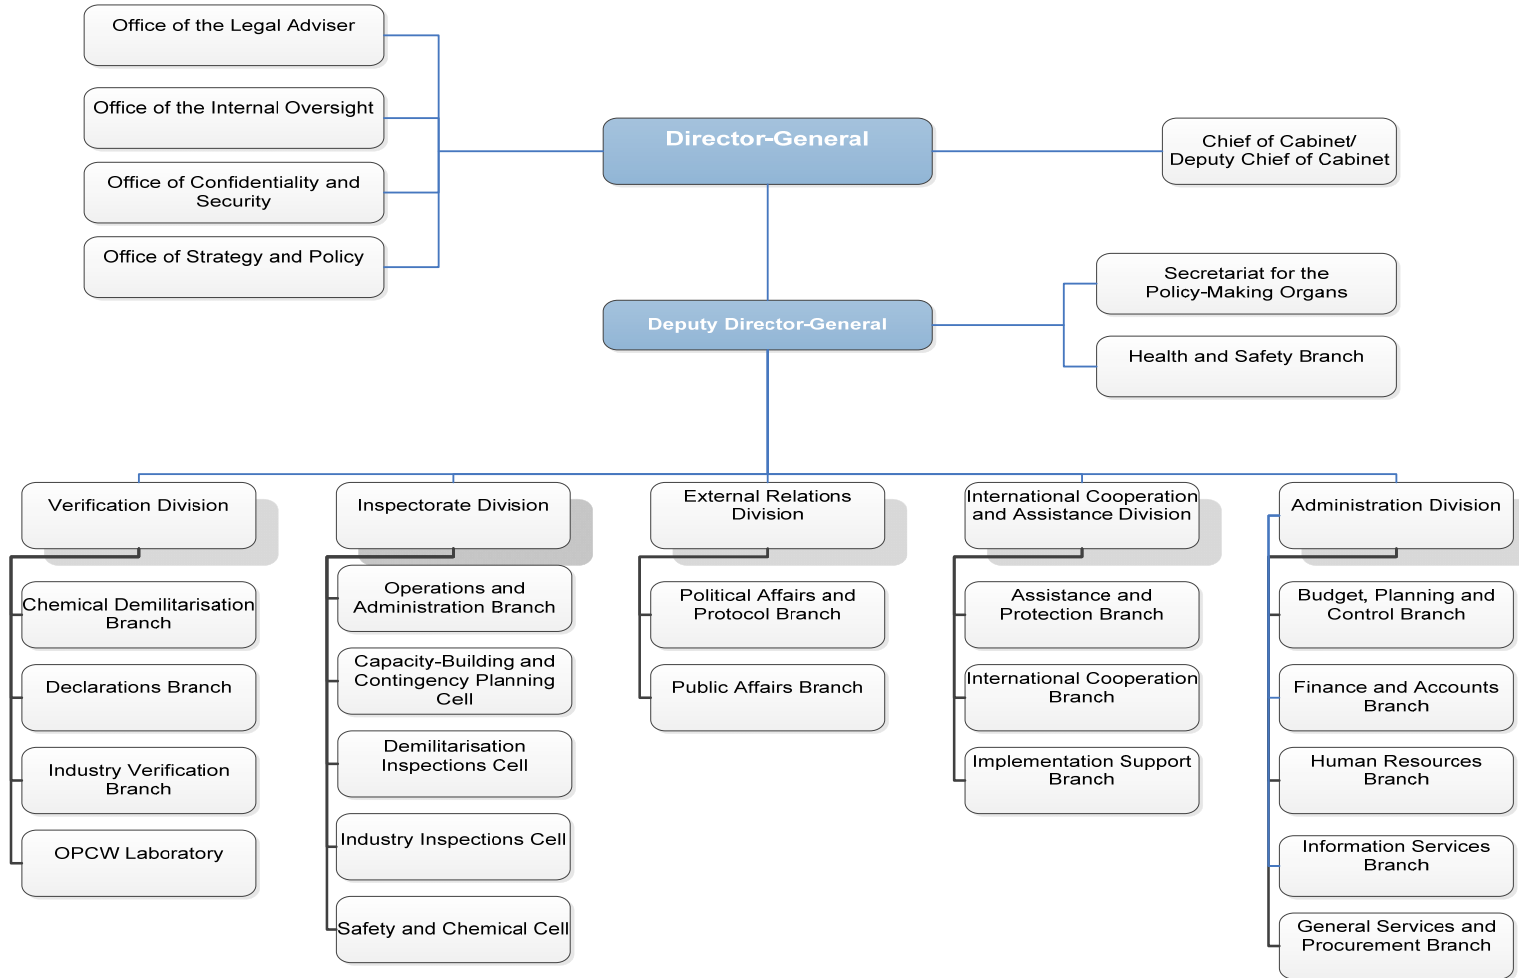 Office of the Legal Adviser
Office of the Internal Oversight
Office of Confidentiality and
Security
Office of Strategy and Policy
Director-General
Chief of Cabinet/
Deputy Chief of Cabinet
Deputy Director-General
Secretariat for the
Policy-Making Organs
Health and Safety Branch
Verification Division
Chemical Demilitarisation
Branch
Declarations Branch
Industry Verification
Branch
OPCW Laboratory
Inspectorate Division
Operations and
Administration Branch
Capacity-Building and
Contingency Planning
Cell
Demilitarisation
Inspections Cell
Industry Inspections Cell
Safety and Chemical Cell
External Relations
Division
Political Affairs and
Protocol Branch
Public Affairs Branch
International Cooperation
and Assistance Division
Assistance and
Protection Branch
International Cooperation
Branch
Implementation Support
Branch
Administration Division
Budget, Planning and
Control Branch
Finance and Accounts
Branch
Human Resources
Branch
Information Services
Branch
General Services and
Procurement Branch